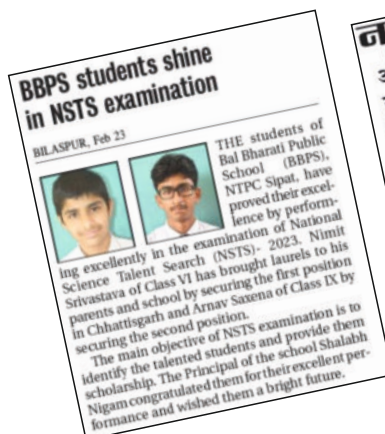 BBPS students shine
in NSTS examination
BILASPUR, Feb 23
THE students of
Bal Bharati Public
School (BBPS),
NTPC Sipat, have
proved their excel-
lence by perform-
ing excellently in the examination of National
Science Talent Search (NSTS)- 2023. Nimit
Srivastava of Class VI has brought laurels to his
parents and school by securing the first position
in Chhattisgarh and Arnav Saxena of Class IX by
securing the second position.
The main objective of NSTS examination is to
identify the talented students and provide them
scholarship. The Principal of the school Shalabh
Nigam congratulated them for their excellent per-
formance and wished them a bright future.